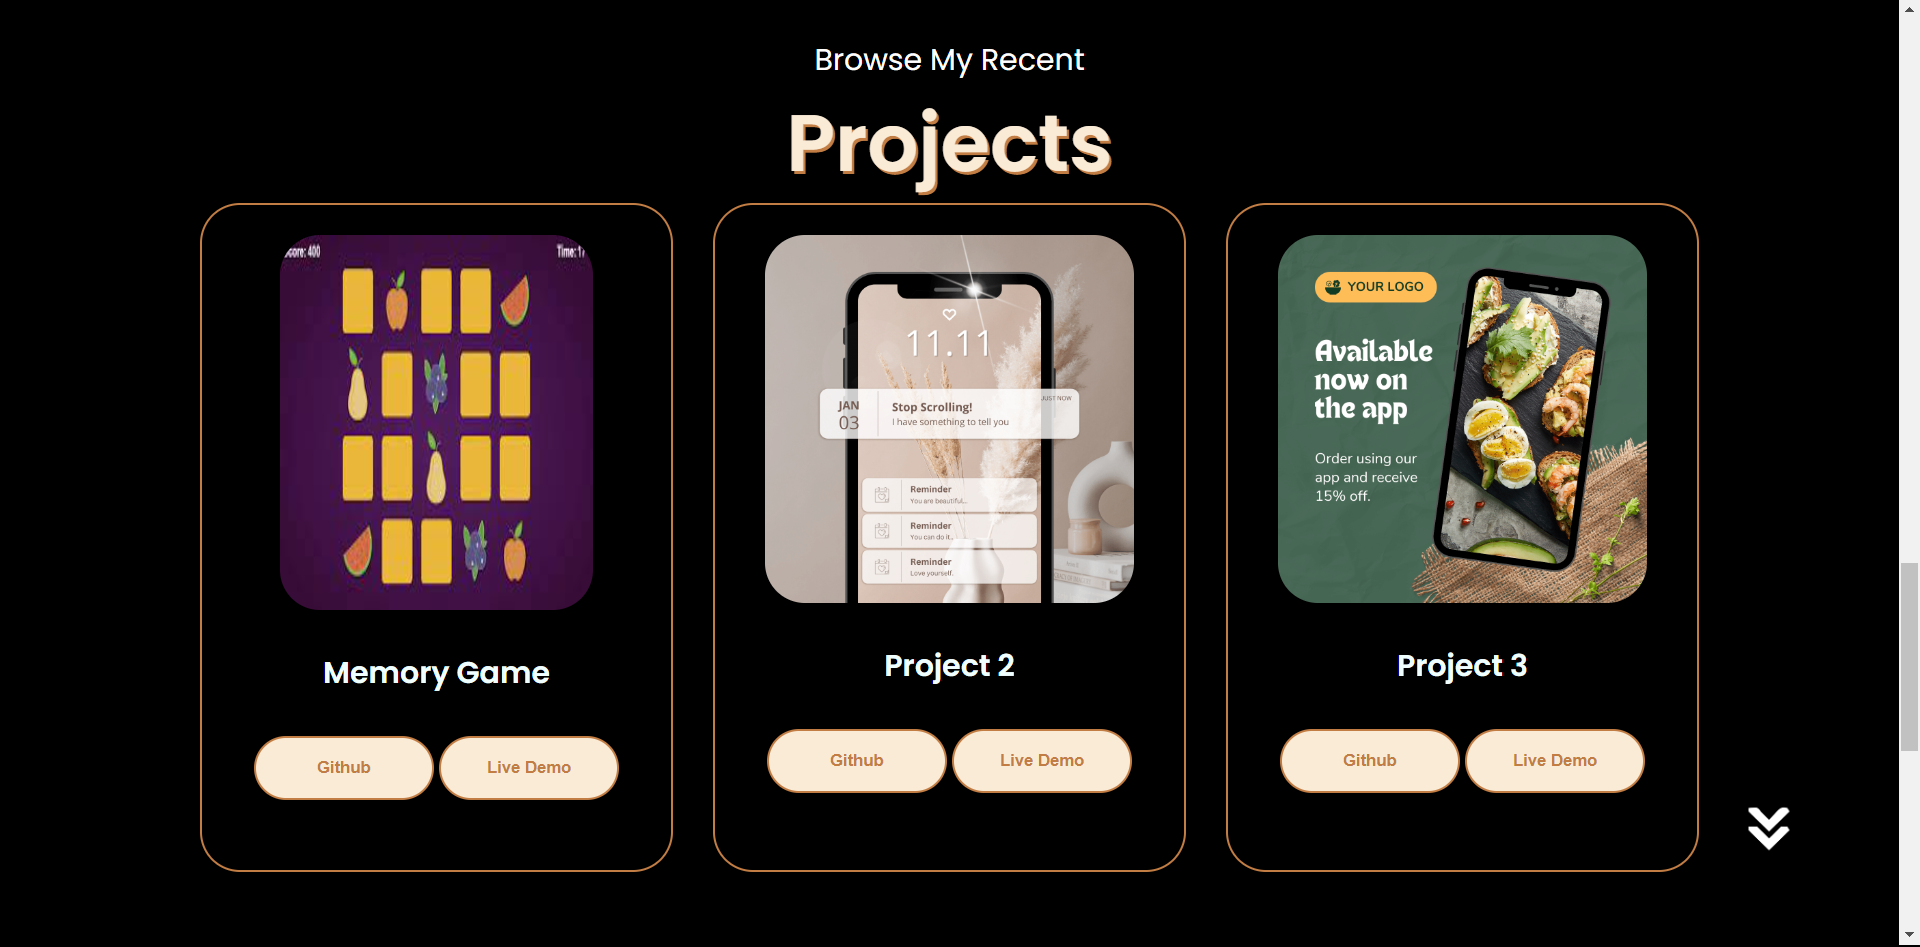 Browse My Recent
Projects
core: 400
Time: 1
Memory Game
Github
Live Demo
11.11
JUST NOW
JAN
03
Stop Scrolling!
I have something to tell you
Reminder
You are beautiful...
Reminder
You can do it..
Reminder
Love yourself.
Project 2
Github
Live Demo
YOUR LOGO
Available
now on
the app
Order using our
app and receive
15% off.
Project 3
Github
Live Demo